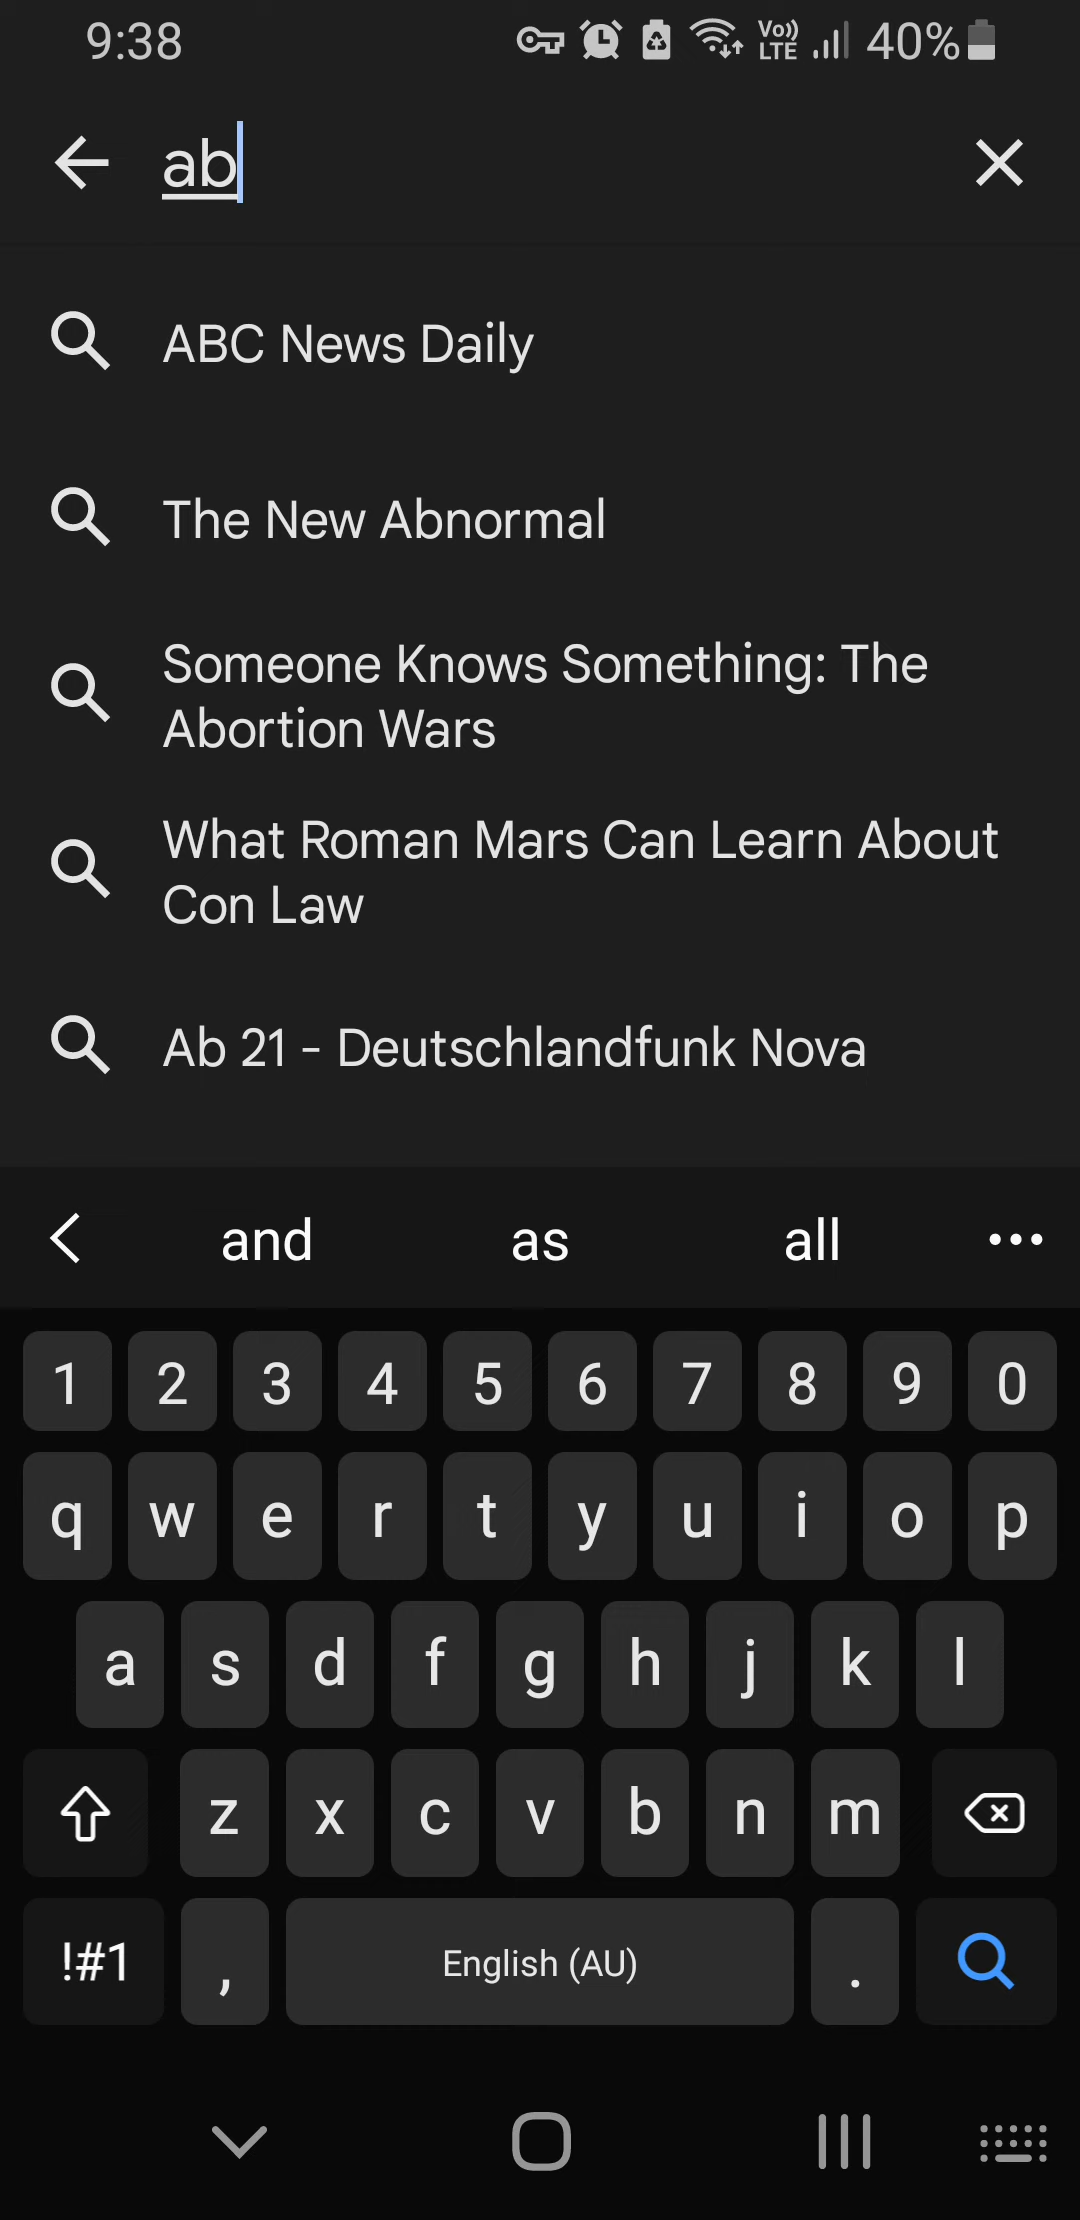 9:38
Vo)) LTE 40%
ab
ABC News Daily
The New Abnormal
Someone Knows Something: The
Abortion Wars
What Roman Mars Can Learn About
Con Law
Ab 21 - Deutschlandfunk Nova
and as all
1 2 3 4 5 6 7 8 9 0
q w e r t y u i o p
a s d f g h j k l
z x c v b n m
!#1 , English (AU) .